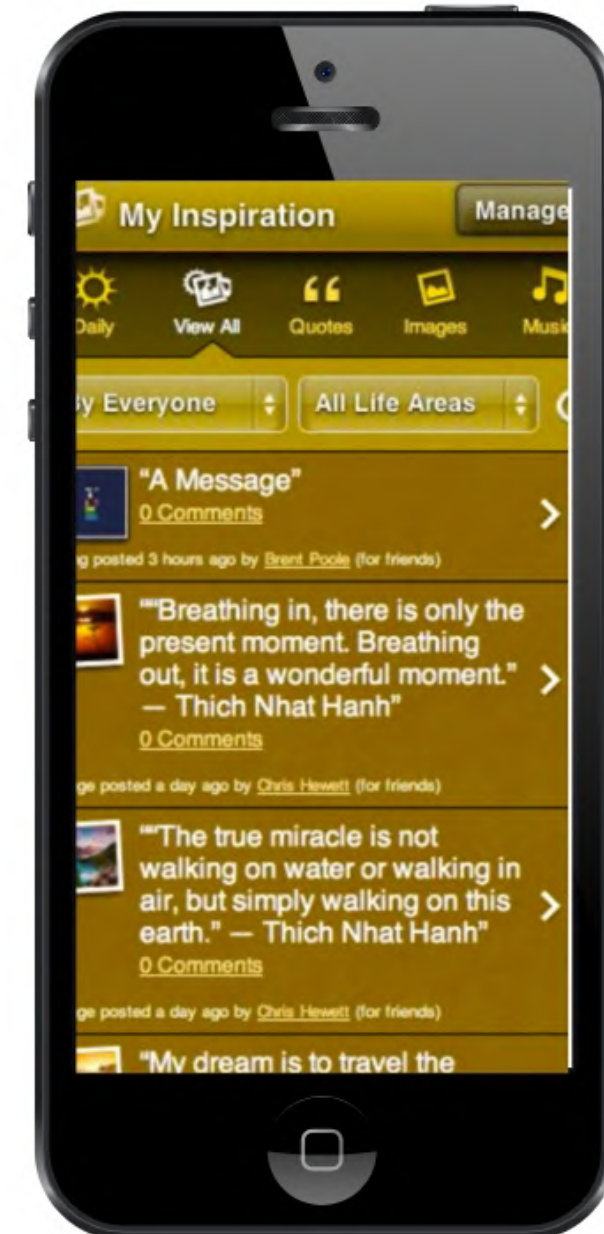 My Inspiration
Manage
Daily
View All
Quotes
Images
Music
By Everyone
All Life Areas
“A Message”
0 Comments
g posted 3 hours ago by Brent Poole (for friends)
““Breathing in, there is only the
present moment. Breathing
out, it is a wonderful moment.”
— Thich Nhat Hanh”
0 Comments
ge posted a day ago by Chris Hewett (for friends)
““The true miracle is not
walking on water or walking in
air, but simply walking on this
earth.” — Thich Nhat Hanh”
0 Comments
ge posted a day ago by Chris Hewett (for friends)
“My dream is to travel the